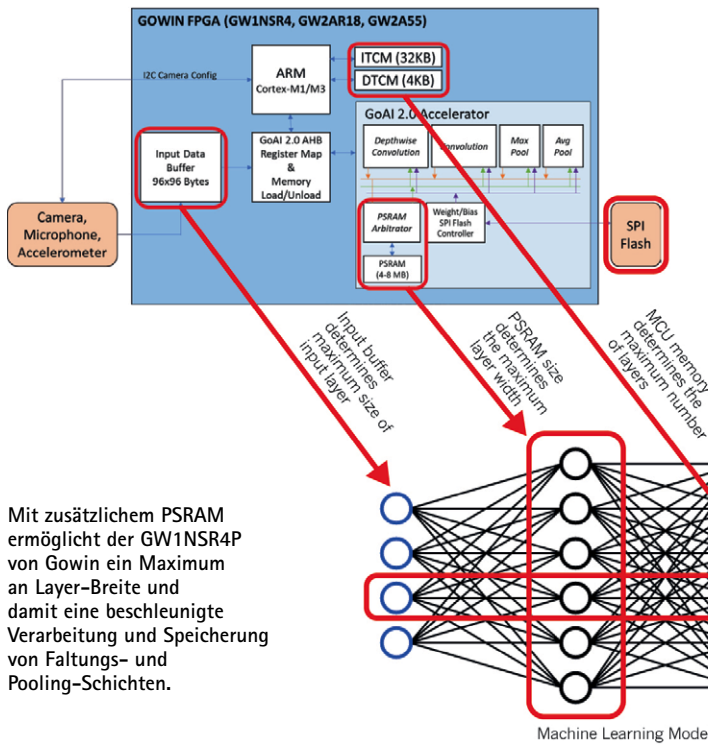 GOWIN FPGA (GW1NSR4, GW2AR18, GW2A55)
ITCM (32KB)
DTCM (4KB)
ARM
Cortex-M1/M3
I2C Camera Config
GoAI 2.0 Accelerator
Depthwise
Convolution
Convolution
Max
Pool
Avg
Pool
Input Data
Buffer
96x96 Bytes
GoAI 2.0 AHB
Register Map
&
Memory
Load/Unload
Camera,
Microphone,
Accelerometer
PSRAM
Arbitrator
Weight/Bias
SPI Flash
Controller
PSRAM
(4-8 MB)
SPI
Flash
Input buffer
determines
maximum size of
input layer
PSRAM size
determines
the maximum
layer width
MCU memory
determines the
maximum number
of layers
Mit zusätzlichem PSRAM
ermöglicht der GW1NSR4P
von Gowin ein Maximum
an Layer-Breite und
damit eine beschleunigte
Verarbeitung und Speicherung
von Faltungs- und
Pooling-Schichten.
Machine Learning Mode